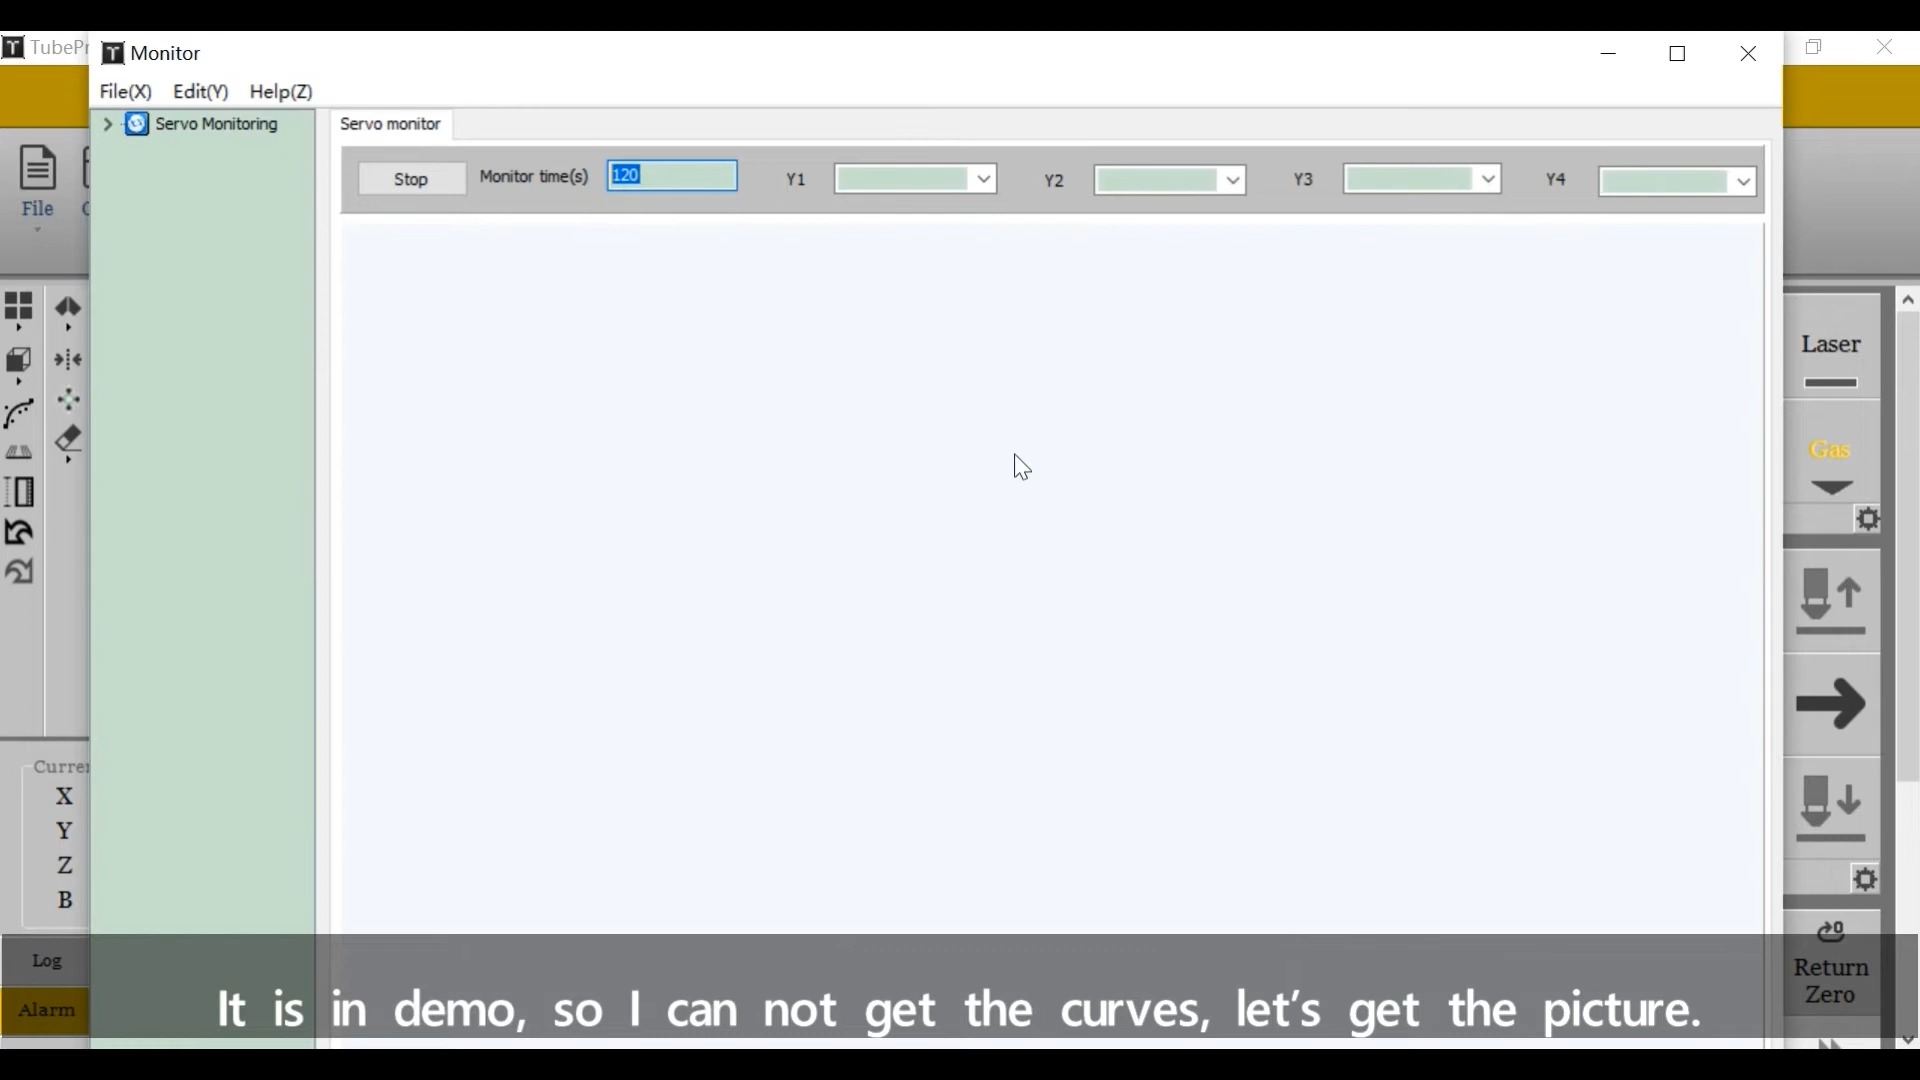 TubePr
Monitor
File(X) Edit(Y) Help(Z)
Servo Monitoring
Servo monitor
Stop Monitor time(s) 120 Y1 Y2 Y3 Y4
File
Laser
Gas
Curre
X
Y
Z
B
Log
Alarm
Return
Zero
It is in demo, so I can not get the curves, let's get the picture.